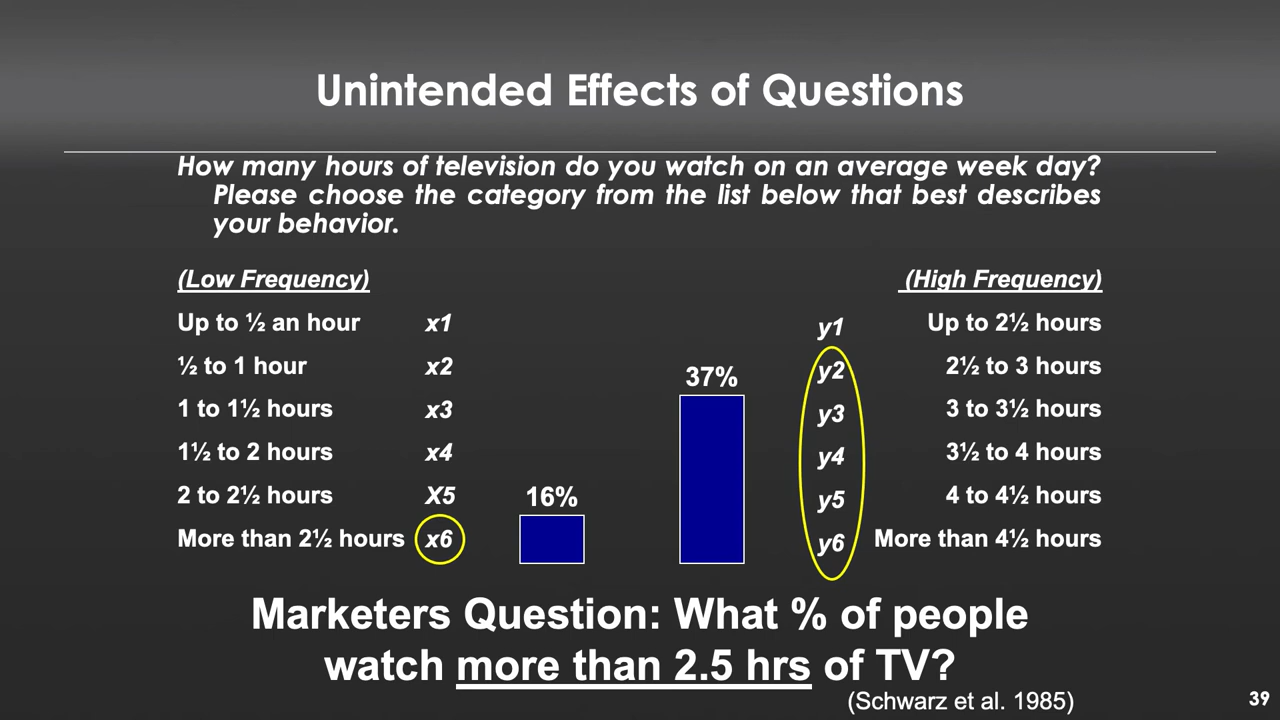 Unintended Effects of Questions
How many hours of television do you watch on an average week day?
Please choose the category from the list below that best describes
your behavior.
(Low Frequency) (High Frequency)
Up to ½ an hour x1 y1 Up to 2½ hours
½ to 1 hour x2 y2 2½ to 3 hours
1 to 1½ hours x3 y3 3 to 3½ hours
1½ to 2 hours x4 y4 3½ to 4 hours
2 to 2½ hours X5 y5 4 to 4½ hours
More than 2½ hours x6 y6 More than 4½ hours
37%
16%
Marketers Question: What % of people
watch more than 2.5 hrs of TV?
(Schwarz et al. 1985)
39